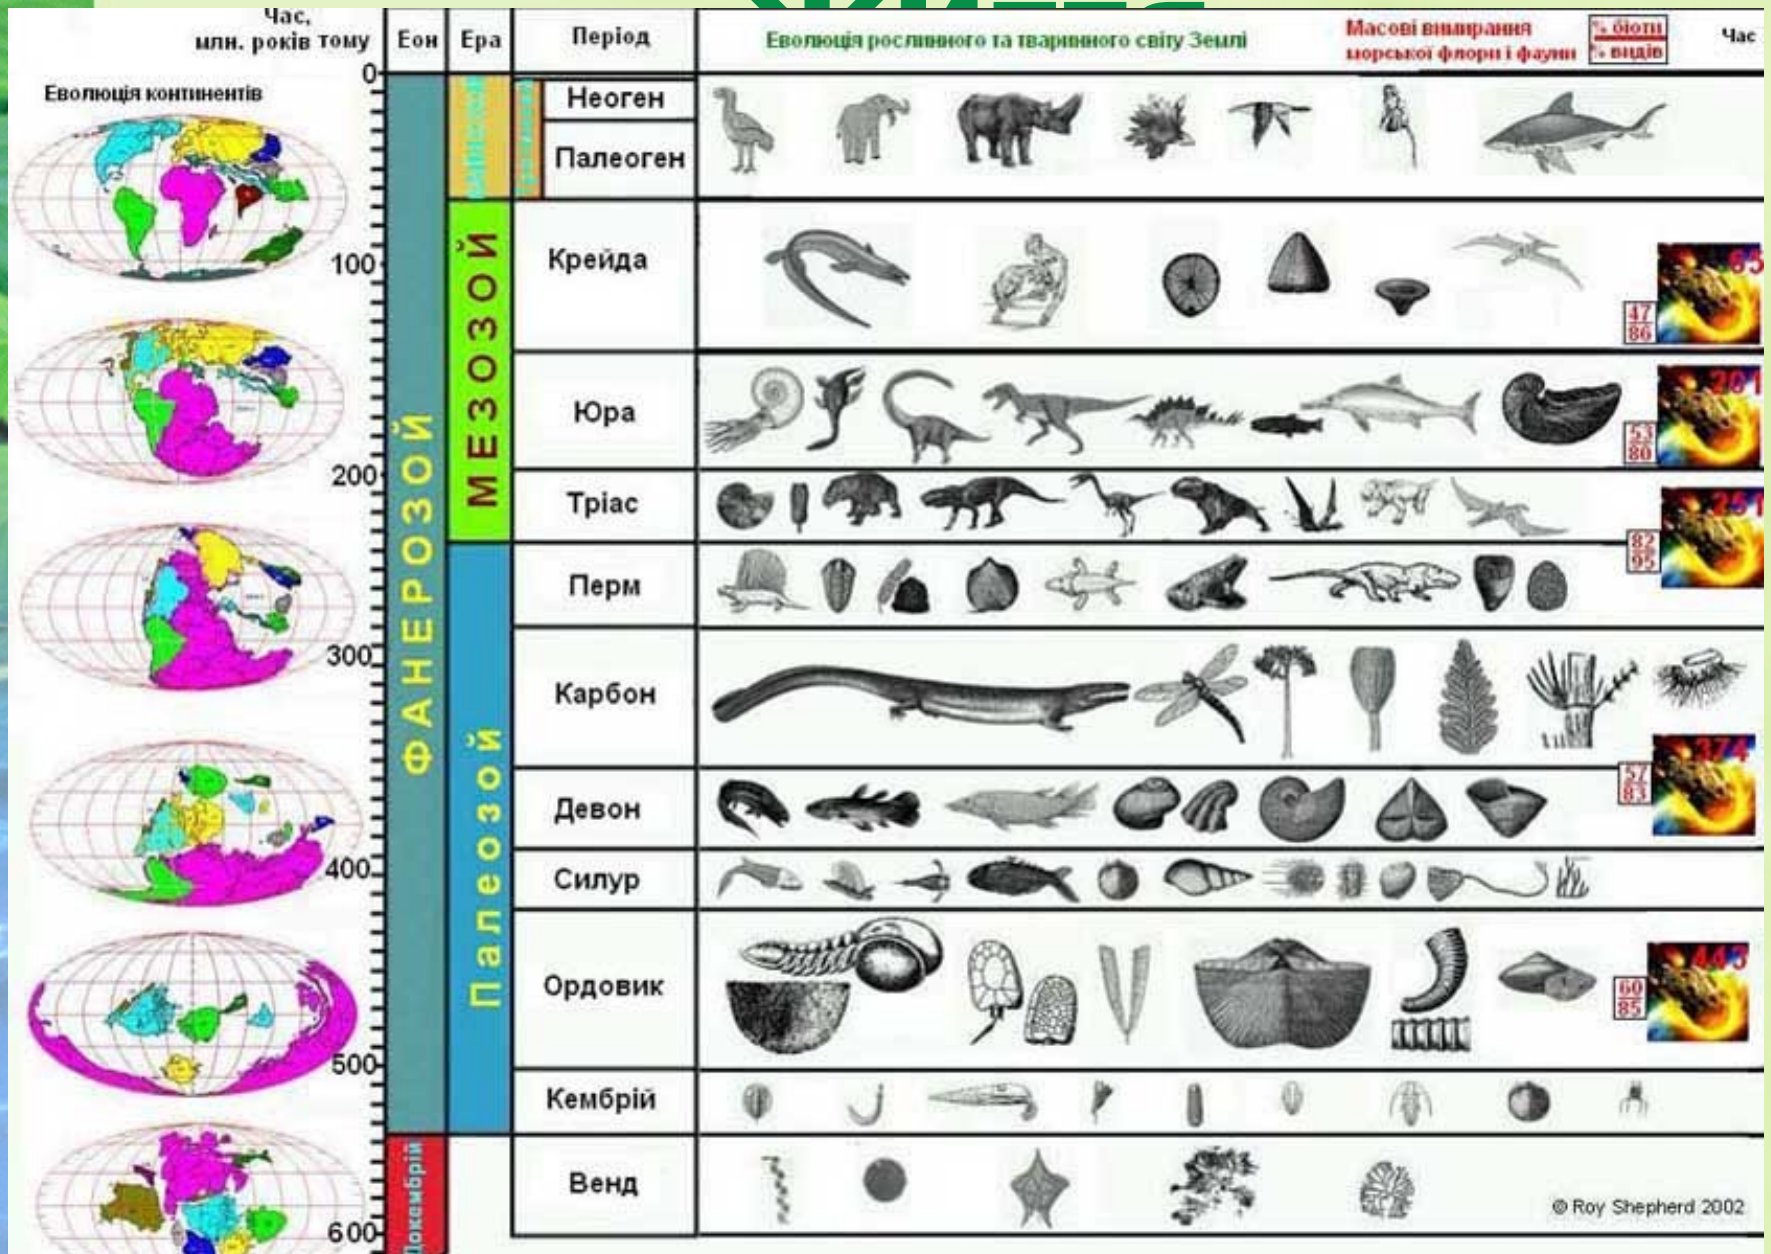 Час,
млн. років тому
Еон
Ера
Період
Еволюція рослинного та тваринного світу Землі
Масові вимирання
морської флори і фауни
% біоти
% видів
Час
Еволюція континентів
0
100
200
300
400
500
600
ФАНЕРОЗОЙ
Докембрій
МЕЗОЗОЙ
Палеозой
Неоген
Палеоген
Крейда
47
86
65
Юра
53
80
201
Тріас
82
95
251
Перм
Карбон
Девон
57
83
374
Силур
Ордовик
60
85
443
Кембрій
Венд
© Roy Shepherd 2002